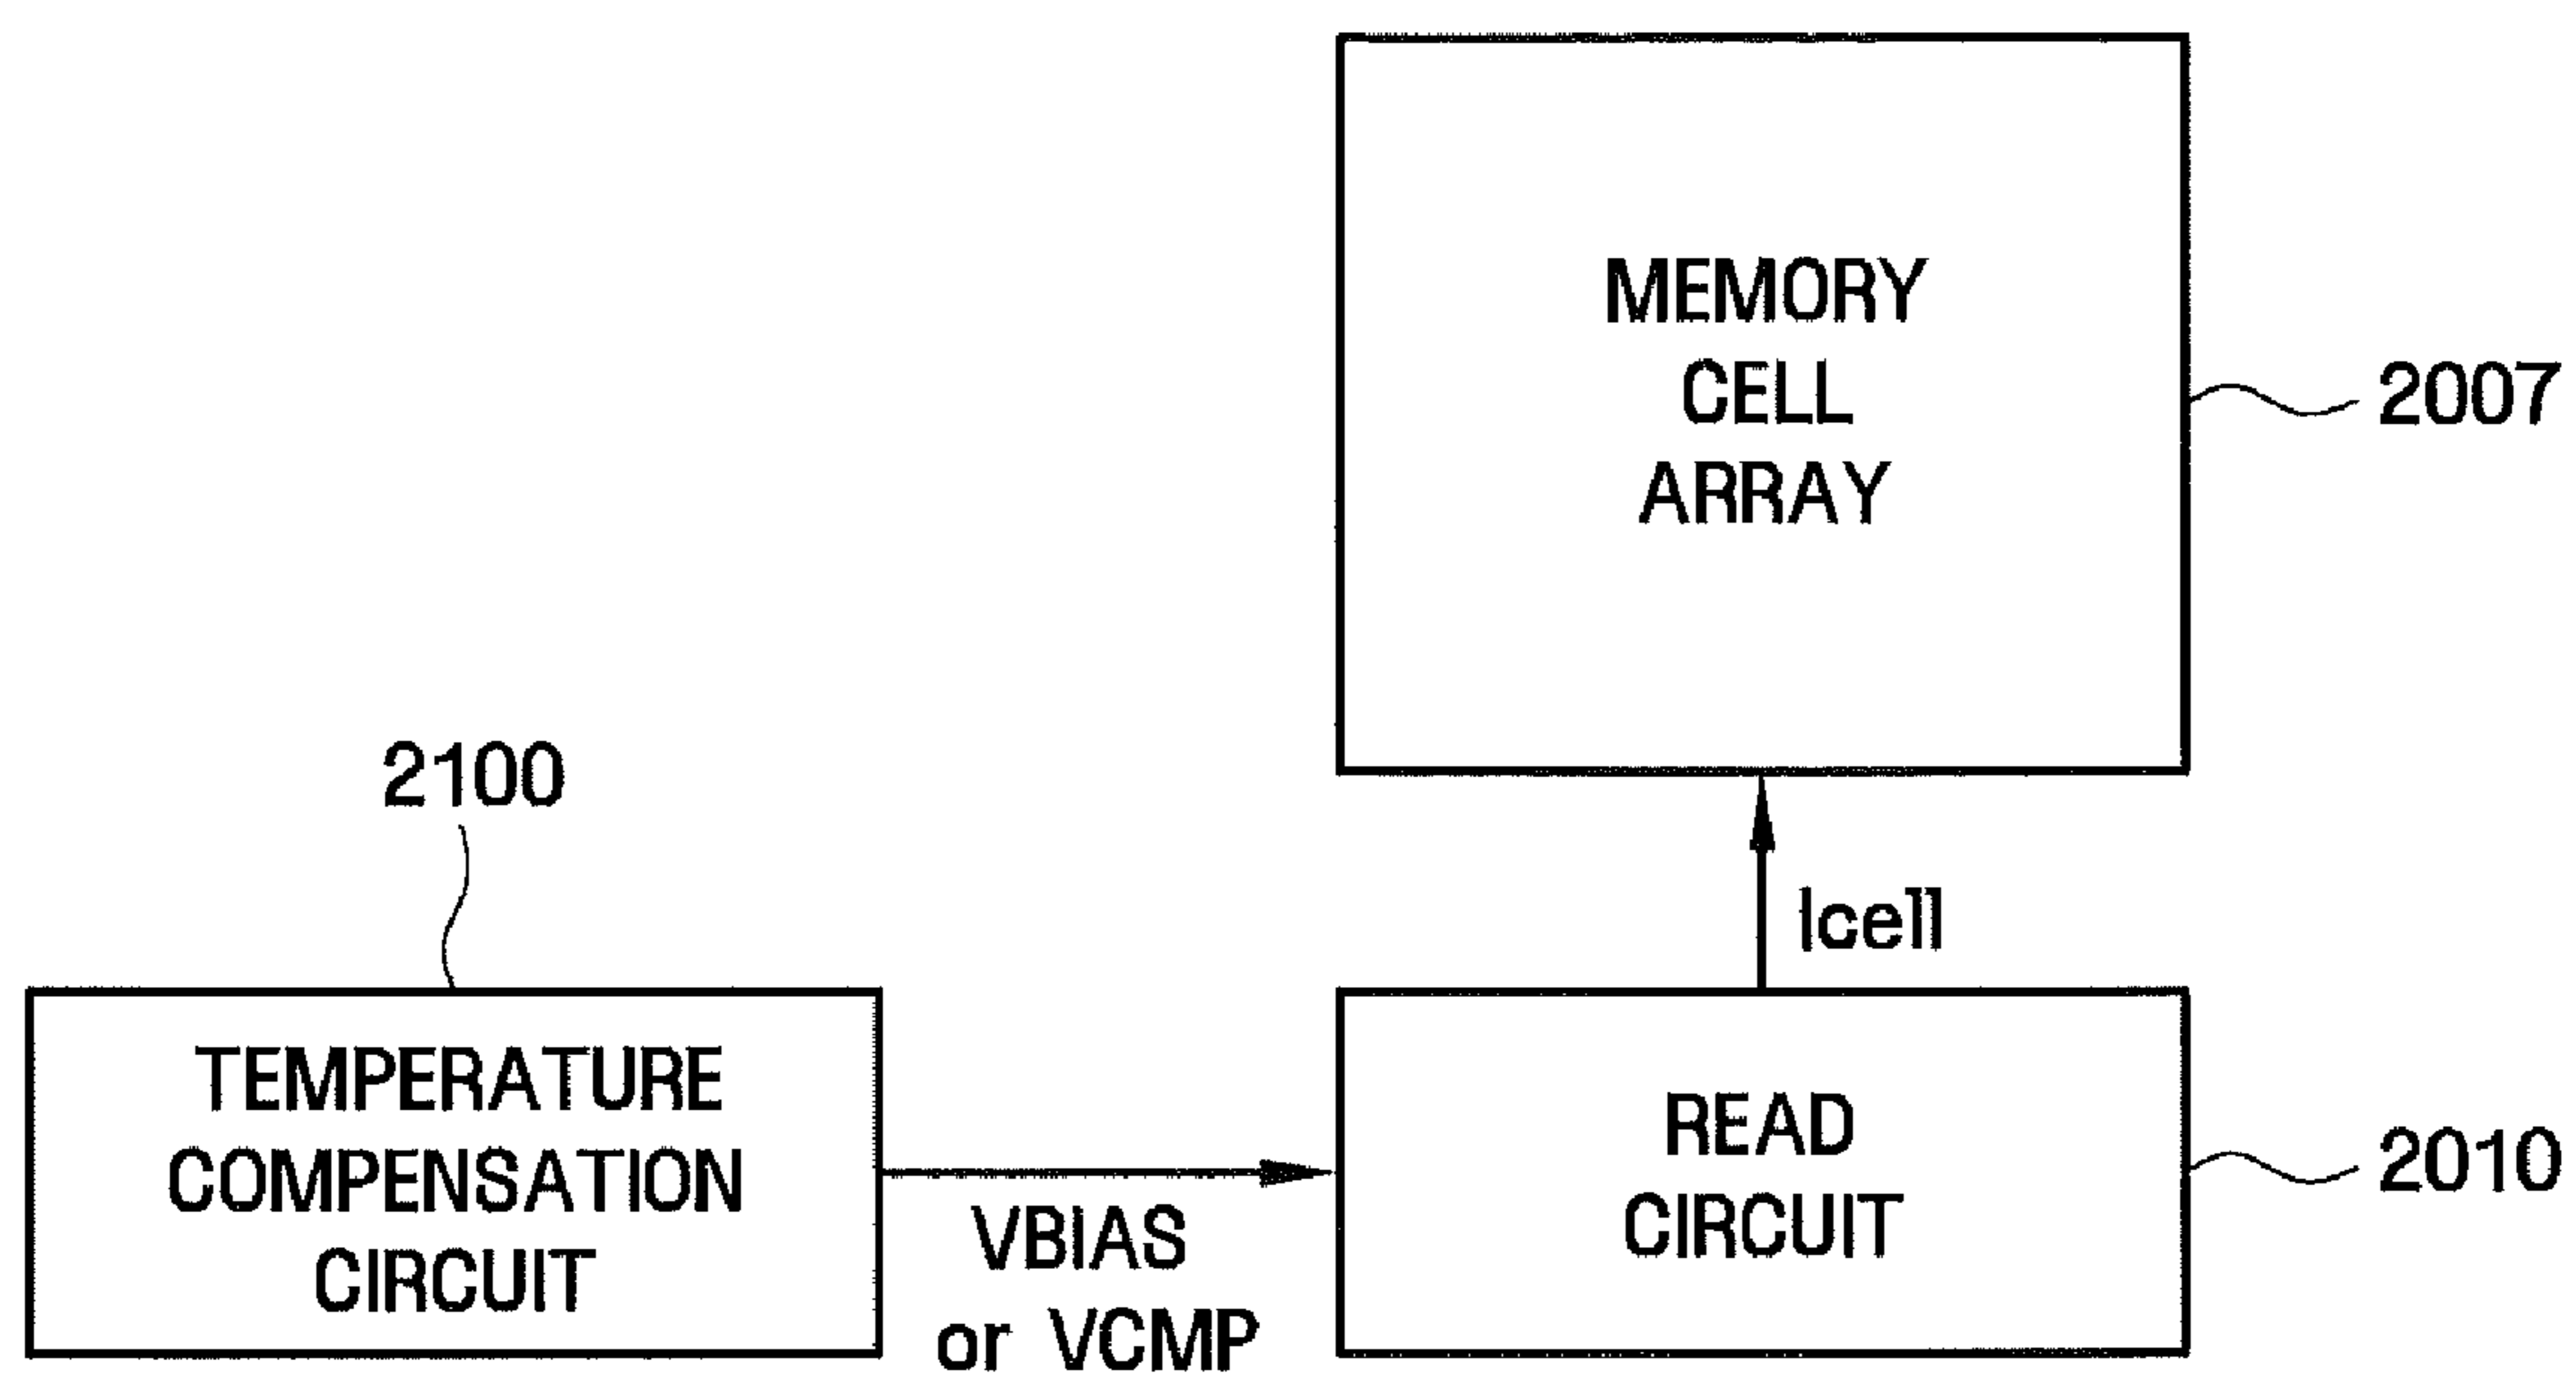 MEMORY
CELL
ARRAY
2007
2100
Icell
TEMPERATURE
COMPENSATION
CIRCUIT
VBIAS
or VCMP
READ
CIRCUIT
2010